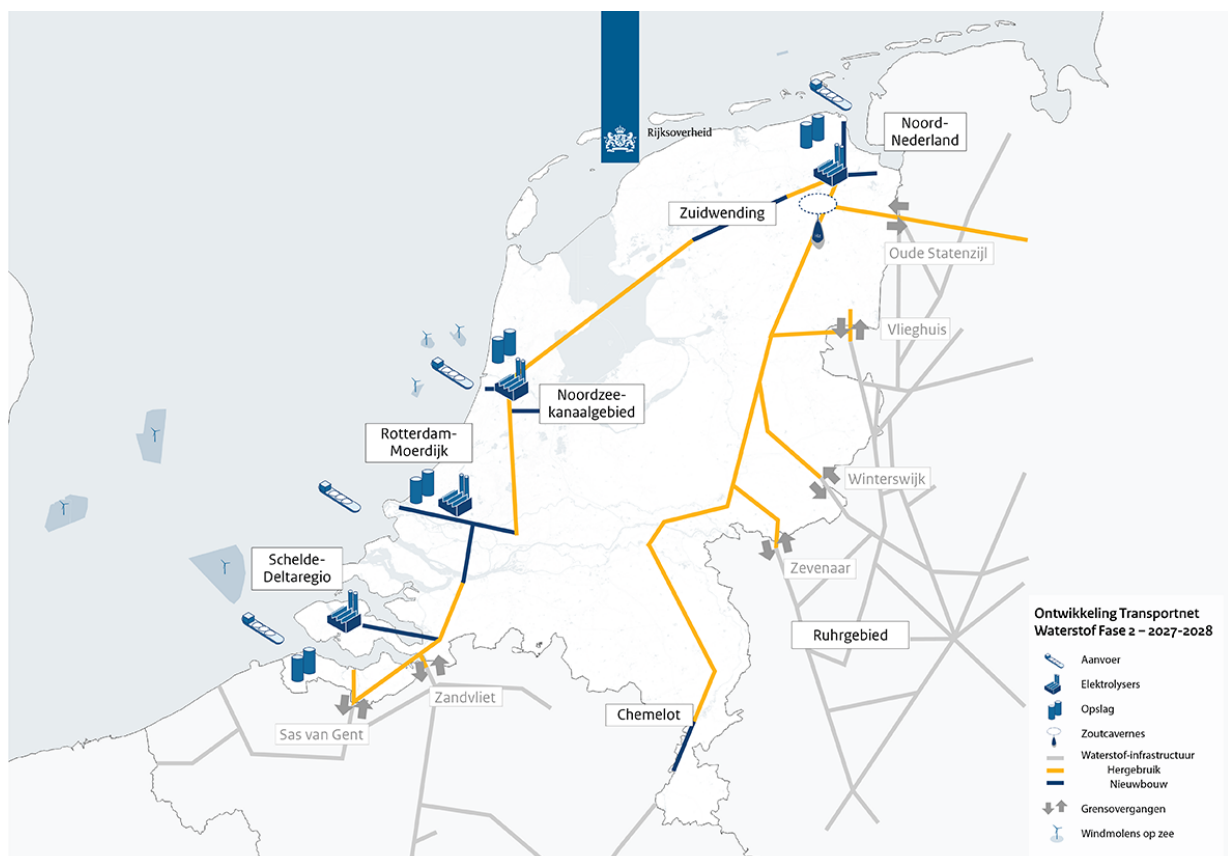 Rijksoverheid
Noord-
Nederland
Zuidwending
Oude Statenzijl
Vlieghuis
Noordzee-
kanaalgebied
Rotterdam-
Moerdijk
Winterswijk
Zevenaar
Schelde-
Deltaregio
Ruhrgebied
Zandvliet
Chemelot
Sas van Gent
Ontwikkeling Transportnet
Waterstof Fase 2 – 2027-2028
Aanvoer
Elektrolysers
Opslag
Zoutcavernes
Waterstof-infrastructuur
Hergebruik
Nieuwbouw
Grensovergangen
Windmolens op zee